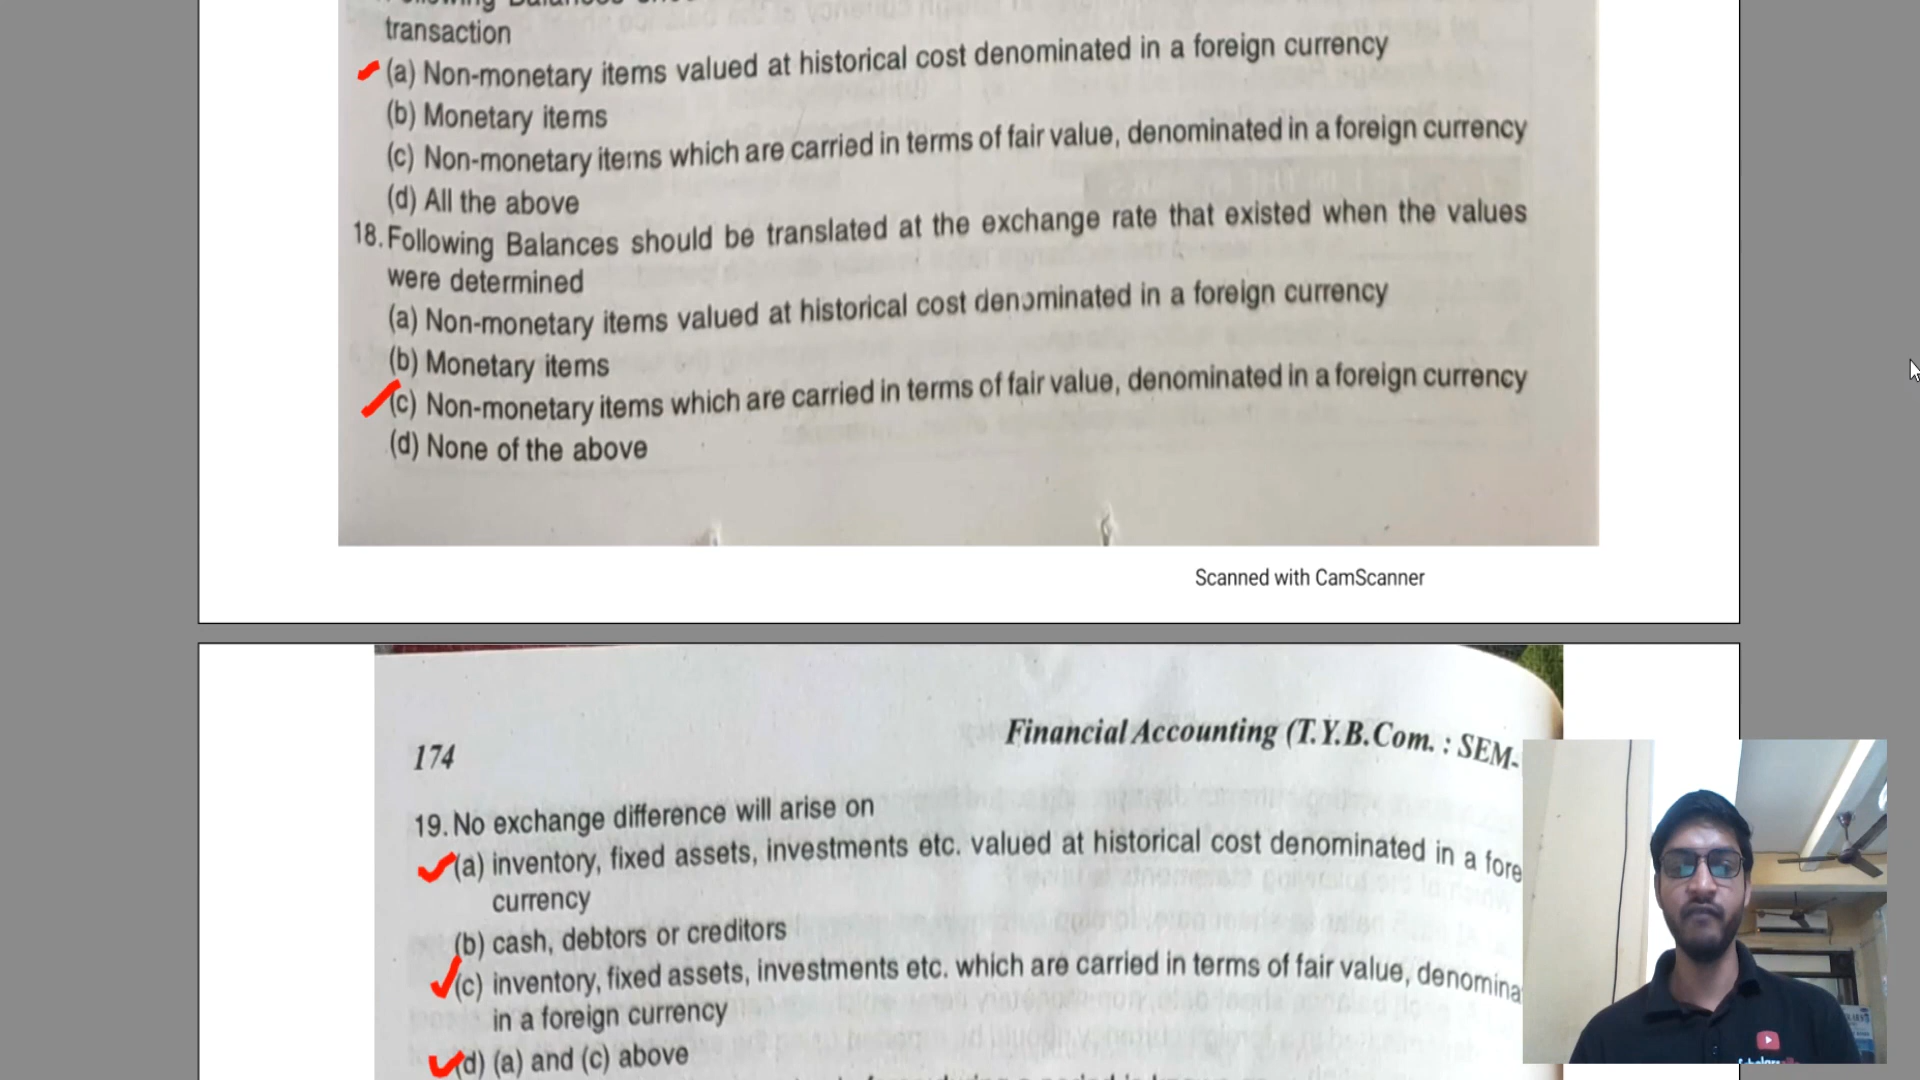 transaction
(a) Non-monetary items valued at historical cost denominated in a foreign currency
(b) Monetary items
(c) Non-monetary items which are carried in terms of fair value, denominated in a foreign currency
(d) All the above
18. Following Balances should be translated at the exchange rate that existed when the values
were determined
(a) Non-monetary items valued at historical cost denominated in a foreign currency
(b) Monetary items
(c) Non-monetary items which are carried in terms of fair value, denominated in a foreign currency
(d) None of the above
Scanned with CamScanner
174
Financial Accounting (T.Y.B.Com. : SEM-
19. No exchange difference will arise on
(a) inventory, fixed assets, investments etc. valued at historical cost denominated in a fore
currency
(b) cash, debtors or creditors
(c) inventory, fixed assets, investments etc. which are carried in terms of fair value, denomina
in a foreign currency
(d) (a) and (c) above